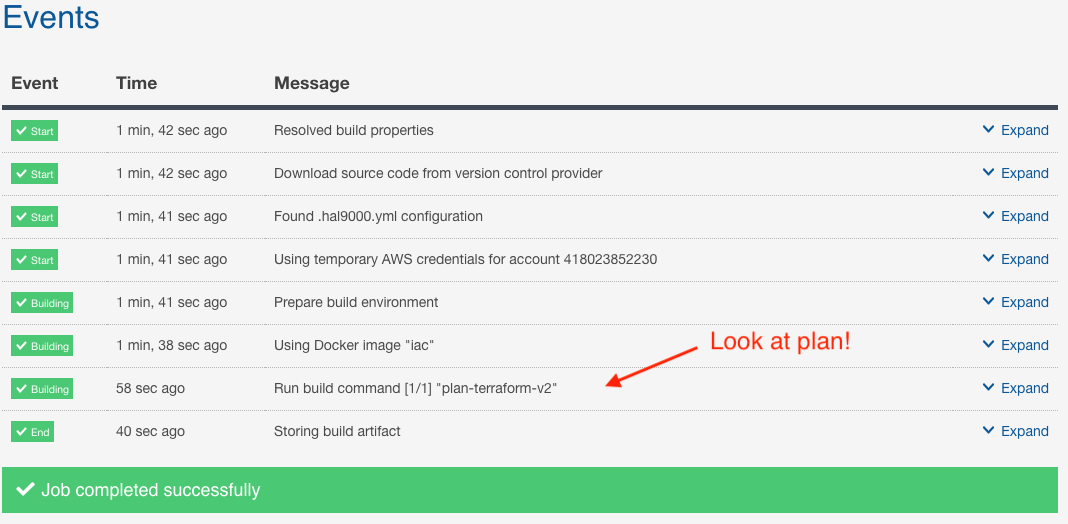 Events
Event Time Message
Start 1 min, 42 sec ago Resolved build properties Expand
Start 1 min, 42 sec ago Download source code from version control provider Expand
Start 1 min, 41 sec ago Found .hal9000.yml configuration Expand
Start 1 min, 41 sec ago Using temporary AWS credentials for account 418023852230 Expand
Building 1 min, 41 sec ago Prepare build environment Expand
Building 1 min, 38 sec ago Using Docker image "iac" Expand
Look at plan!
Building 58 sec ago Run build command [1/1] "plan-terraform-v2" Expand
End 40 sec ago Storing build artifact Expand
Job completed successfully